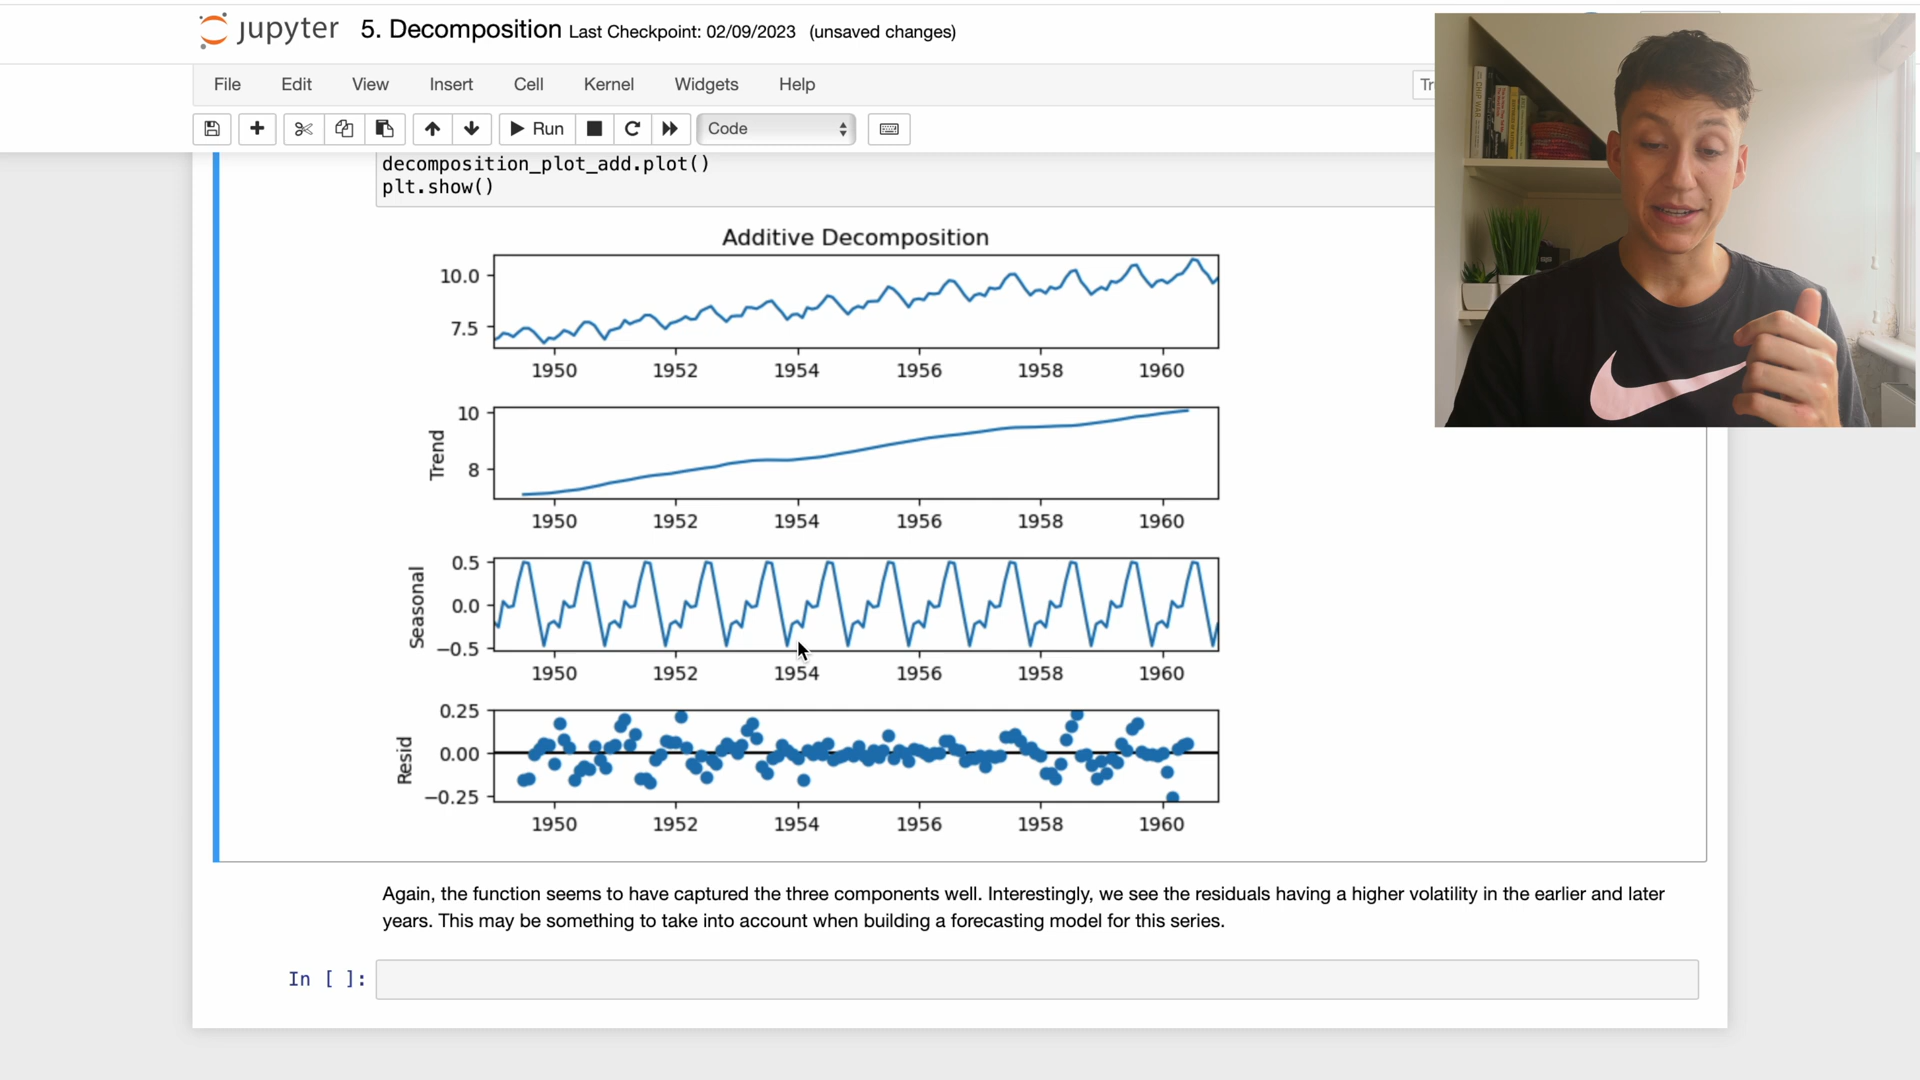 jupyter 5. Decomposition Last Checkpoint: 02/09/2023 (unsaved changes)
File Edit View Insert Cell Kernel Widgets Help
Run Code
decomposition_plot_add.plot()
plt.show()
Additive Decomposition
10.0
7.5
1950 1952 1954 1956 1958 1960
Trend
10
8
1950 1952 1954 1956 1958 1960
Seasonal
0.5
0.0
−0.5
1950 1952 1954 1956 1958 1960
Resid
0.25
0.00
−0.25
1950 1952 1954 1956 1958 1960
Again, the function seems to have captured the three components well. Interestingly, we see the residuals having a higher volatility in the earlier and later
years. This may be something to take into account when building a forecasting model for this series.
In [ ]: